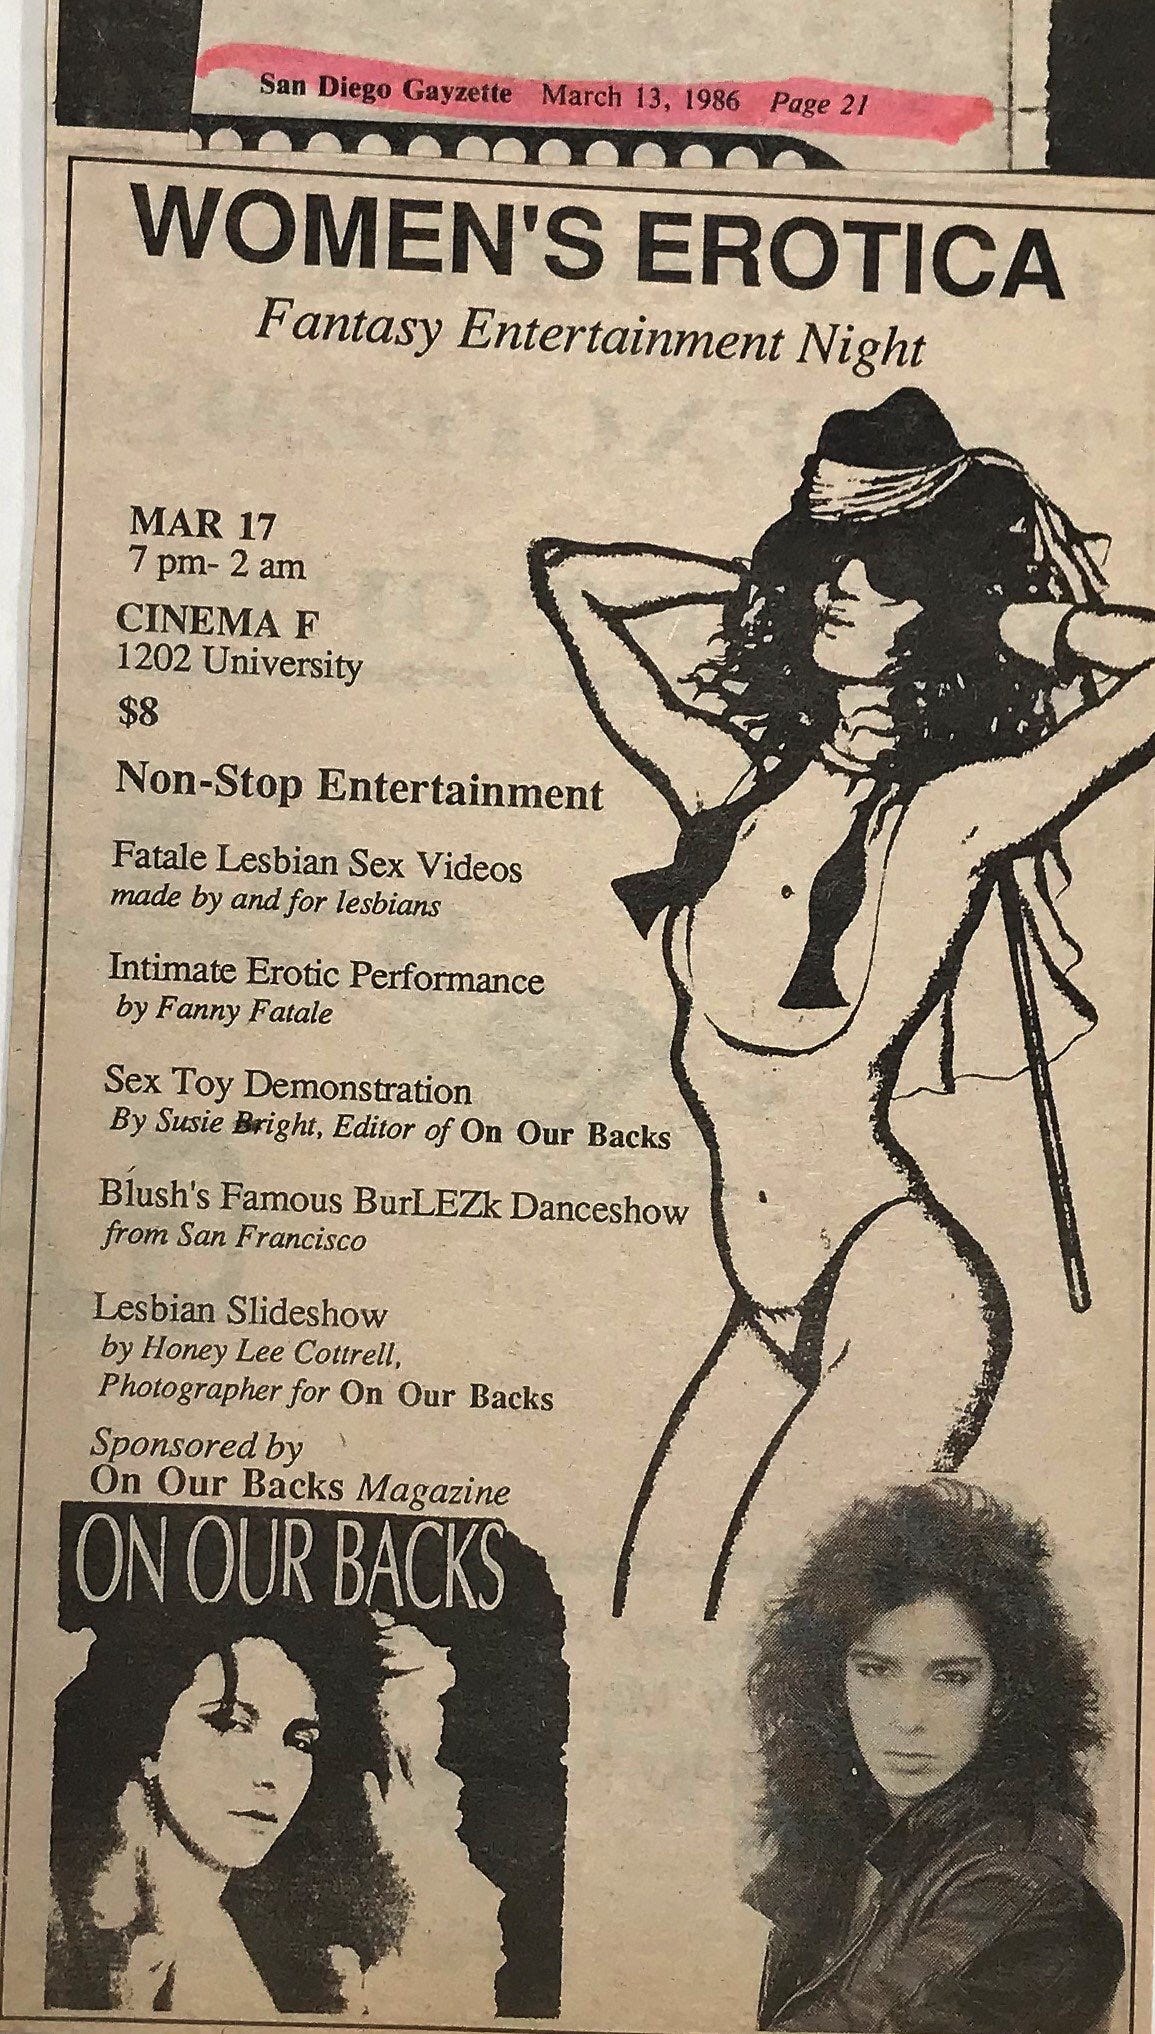 San Diego Gayzette March 13, 1986 Page 21
WOMEN'S EROTICA
Fantasy Entertainment Night
MAR 17
7 pm- 2 am
CINEMA F
1202 University
$8
Non-Stop Entertainment
Fatale Lesbian Sex Videos
made by and for lesbians
Intimate Erotic Performance
by Fanny Fatale
Sex Toy Demonstration
By Susie Bright, Editor of On Our Backs
Blush's Famous BurLEZk Danceshow
from San Francisco
Lesbian Slideshow
by Honey Lee Cottrell,
Photographer for On Our Backs
Sponsored by
On Our Backs Magazine
ON OUR BACKS